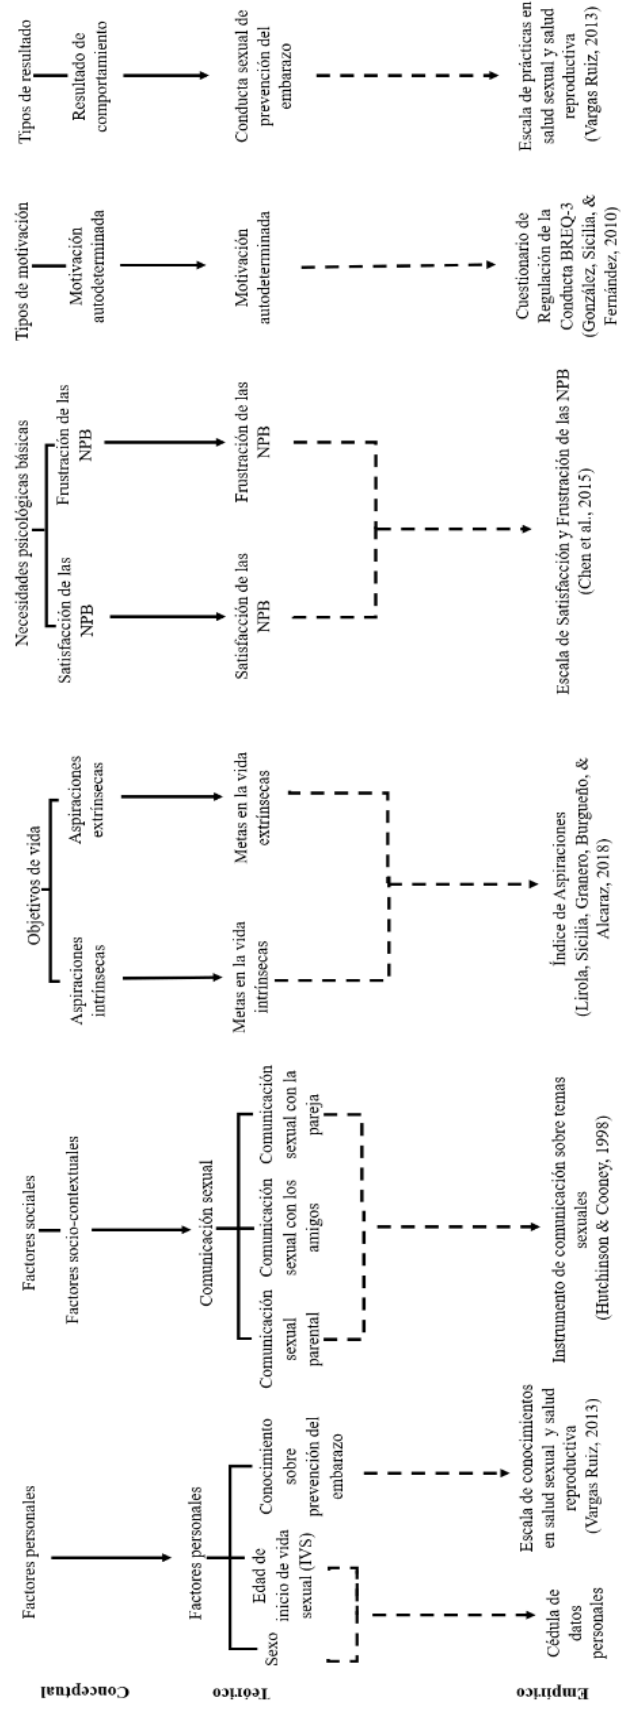 Conceptual
Factores personales
Factores sociales
Factores socio-contextuales
Objetivos de vida
Aspiraciones
intrínsecas
Aspiraciones
extrínsecas
Necesidades psicológicas básicas
Satisfacción de las
NPB
Frustración de las
NPB
Tipos de motivación
Motivación
autodeterminada
Tipos de resultado
Resultado de
comportamiento
Teórico
Factores personales
Sexo
Edad de
inicio de vida
sexual (IVS)
Conocimiento
sobre
prevención del
embarazo
Comunicación sexual
Comunicación
sexual
parental
Comunicación
sexual con los
amigos
Comunicación
sexual con la
pareja
Metas en la vida
intrínsecas
Metas en la vida
extrínsecas
Satisfacción de las
NPB
Frustración de las
NPB
Motivación
autodeterminada
Conducta sexual de
prevención del
embarazo
Empírico
Cédula de
datos
personales
Escala de conocimientos
en salud sexual y salud
reproductiva
(Vargas Ruiz, 2013)
Instrumento de comunicación sobre temas
sexuales
(Hutchinson & Cooney, 1998)
Índice de Aspiraciones
(Lirola, Sicilia, Granero, Burgueño, &
Alcaraz, 2018)
Escala de Satisfacción y Frustración de las NPB
(Chen et al., 2015)
Cuestionario de
Regulación de la
Conducta BREQ-3
(González, Sicilia, &
Fernández, 2010)
Escala de prácticas en
salud sexual y salud
reproductiva
(Vargas Ruiz, 2013)